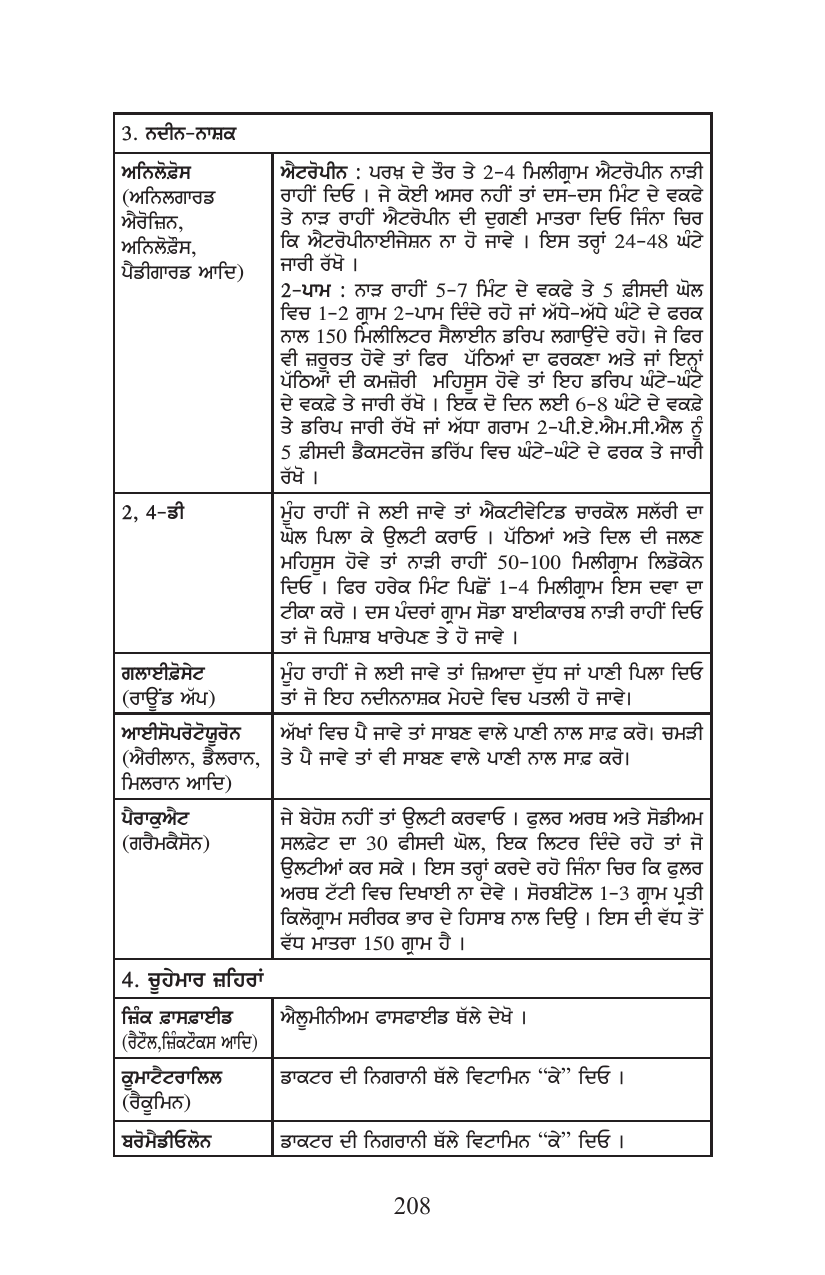 3. ਨਦੀਨ-ਨਾਸ਼ਕ
ਅਨਿਲੋਫ਼ੋਸ
(ਅਨਿਲਗਾਰਡ
ਐਰੋਜ਼ਿਨ,
ਅਨਿਲੋਫ਼ੌਸ,
ਪੈਡੀਗਾਰਡ ਆਦਿ)
ਐਟਰੋਪੀਨ : ਪਰਖ਼ ਦੇ ਤੌਰ ਤੇ 2-4 ਮਿਲੀਗ੍ਰਾਮ ਐਟਰੋਪੀਨ ਨਾੜੀ
ਰਾਹੀਂ ਦਿਓ । ਜੇ ਕੋਈ ਅਸਰ ਨਹੀਂ ਤਾਂ ਦਸ-ਦਸ ਮਿੰਟ ਦੇ ਵਕਫੇ
ਤੇ ਨਾੜ ਰਾਹੀਂ ਐਟਰੋਪੀਨ ਦੀ ਦੁਗਣੀ ਮਾਤਰਾ ਦਿਓ ਜਿੰਨਾ ਚਿਰ
ਕਿ ਐਟਰੋਪੀਨਾਈਜੇਸ਼ਨ ਨਾ ਹੋ ਜਾਵੇ । ਇਸ ਤਰ੍ਹਾਂ 24-48 ਘੰਟੇ
ਜਾਰੀ ਰੱਖੋ ।
2-ਪਾਮ : ਨਾੜ ਰਾਹੀਂ 5-7 ਮਿੰਟ ਦੇ ਵਕਫੇ ਤੇ 5 ਫ਼ੀਸਦੀ ਘੋਲ
ਵਿਚ 1-2 ਗ੍ਰਾਮ 2-ਪਾਮ ਦਿੰਦੇ ਰਹੋ ਜਾਂ ਅੱਧੇ-ਅੱਧੇ ਘੰਟੇ ਦੇ ਫਰਕ
ਨਾਲ 150 ਮਿਲੀਲਿਟਰ ਸੈਲਾਈਨ ਡਰਿਪ ਲਗਾਉਂਦੇ ਰਹੋ। ਜੇ ਫਿਰ
ਵੀ ਜ਼ਰੂਰਤ ਹੋਵੇ ਤਾਂ ਫਿਰ ਪੱਠਿਆਂ ਦਾ ਫਰਕਣਾ ਅਤੇ ਜਾਂ ਇਨ੍ਹਾਂ
ਪੱਠਿਆਂ ਦੀ ਕਮਜ਼ੋਰੀ ਮਹਿਸੂਸ ਹੋਵੇ ਤਾਂ ਇਹ ਡਰਿਪ ਘੰਟੇ-ਘੰਟੇ
ਦੇ ਵਕਫ਼ੇ ਤੇ ਜਾਰੀ ਰੱਖੋ । ਇਕ ਦੋ ਦਿਨ ਲਈ 6-8 ਘੰਟੇ ਦੇ ਵਕਫ਼ੇ
ਤੇ ਡਰਿਪ ਜਾਰੀ ਰੱਖੋ ਜਾਂ ਅੱਧਾ ਗਰਾਮ 2-ਪੀ.ਏ.ਐਮ.ਸੀ.ਐਲ ਨੂੰ
5 ਫ਼ੀਸਦੀ ਡੈਕਸਟਰੋਜ ਡਰਿੱਪ ਵਿਚ ਘੰਟੇ-ਘੰਟੇ ਦੇ ਫਰਕ ਤੇ ਜਾਰੀ
ਰੱਖੋ ।
2, 4-ਡੀ
ਮੂੰਹ ਰਾਹੀਂ ਜੇ ਲਈ ਜਾਵੇ ਤਾਂ ਐਕਟੀਵੇਟਿਡ ਚਾਰਕੋਲ ਸਲੱਰੀ ਦਾ
ਘੋਲ ਪਿਲਾ ਕੇ ਉਲਟੀ ਕਰਾਓ । ਪੱਠਿਆਂ ਅਤੇ ਦਿਲ ਦੀ ਜਲਣ
ਮਹਿਸੂਸ ਹੋਵੇ ਤਾਂ ਨਾੜੀ ਰਾਹੀਂ 50-100 ਮਿਲੀਗ੍ਰਾਮ ਲਿਡੋਕੇਨ
ਦਿਓ । ਫਿਰ ਹਰੇਕ ਮਿੰਟ ਪਿਛੋਂ 1-4 ਮਿਲੀਗ੍ਰਾਮ ਇਸ ਦਵਾ ਦਾ
ਟੀਕਾ ਕਰੋ । ਦਸ ਪੰਦਰਾਂ ਗ੍ਰਾਮ ਸੋਡਾ ਬਾਈਕਾਰਬ ਨਾੜੀ ਰਾਹੀਂ ਦਿਓ
ਤਾਂ ਜੋ ਪਿਸ਼ਾਬ ਖਾਰੇਪਣ ਤੇ ਹੋ ਜਾਵੇ ।
ਗਲਾਈਫ਼ੋਸੇਟ
(ਰਾਊਂਡ ਅੱਪ)
ਮੂੰਹ ਰਾਹੀਂ ਜੇ ਲਈ ਜਾਵੇ ਤਾਂ ਜ਼ਿਆਦਾ ਦੁੱਧ ਜਾਂ ਪਾਣੀ ਪਿਲਾ ਦਿਓ
ਤਾਂ ਜੋ ਇਹ ਨਦੀਨਨਾਸ਼ਕ ਮੇਹਦੇ ਵਿਚ ਪਤਲੀ ਹੋ ਜਾਵੇ।
ਆਈਸੋਪਰੋਟੋਯੂਰੋਨ
(ਐਰੀਲਾਨ, ਡੈਲਰਾਨ,
ਮਿਲਰਾਨ ਆਦਿ)
ਅੱਖਾਂ ਵਿਚ ਪੈ ਜਾਵੇ ਤਾਂ ਸਾਬਣ ਵਾਲੇ ਪਾਣੀ ਨਾਲ ਸਾਫ਼ ਕਰੋ। ਚਮੜੀ
ਤੇ ਪੈ ਜਾਵੇ ਤਾਂ ਵੀ ਸਾਬਣ ਵਾਲੇ ਪਾਣੀ ਨਾਲ ਸਾਫ਼ ਕਰੋ।
ਪੈਰਾਕੁਐਟ
(ਗਰੈਮਕੈਸੋਨ)
ਜੇ ਬੇਹੋਸ਼ ਨਹੀਂ ਤਾਂ ਉਲਟੀ ਕਰਵਾਓ । ਫੁਲਰ ਅਰਥ ਅਤੇ ਸੋਡੀਅਮ
ਸਲਫ਼ੇਟ ਦਾ 30 ਫੀਸਦੀ ਘੋਲ, ਇਕ ਲਿਟਰ ਦਿੰਦੇ ਰਹੋ ਤਾਂ ਜੋ
ਉਲਟੀਆਂ ਕਰ ਸਕੇ । ਇਸ ਤਰ੍ਹਾਂ ਕਰਦੇ ਰਹੋ ਜਿੰਨਾ ਚਿਰ ਕਿ ਫੁਲਰ
ਅਰਥ ਟੱਟੀ ਵਿਚ ਦਿਖਾਈ ਨਾ ਦੇਵੇ । ਸੋਰਬੀਟੋਲ 1-3 ਗ੍ਰਾਮ ਪ੍ਰਤੀ
ਕਿਲੋਗ੍ਰਾਮ ਸਰੀਰਕ ਭਾਰ ਦੇ ਹਿਸਾਬ ਨਾਲ ਦਿਉ । ਇਸ ਦੀ ਵੱਧ ਤੋਂ
ਵੱਧ ਮਾਤਰਾ 150 ਗ੍ਰਾਮ ਹੈ ।
4. ਚੂਹੇਮਾਰ ਜ਼ਹਿਰਾਂ
ਜ਼ਿੰਕ ਫ਼ਾਸਫ਼ਾਈਡ
(ਰੈਟੌਲ,ਜ਼ਿੰਕਟੌਕਸ ਆਦਿ)
ਐਲੂਮੀਨੀਅਮ ਫਾਸਫਾਈਡ ਥੱਲੇ ਦੇਖੋ ।
ਕੂਮਾਟੈਟਰਾਲਿਲ
(ਰੈਕੂਮਿਨ)
ਡਾਕਟਰ ਦੀ ਨਿਗਰਾਨੀ ਥੱਲੇ ਵਿਟਾਮਿਨ “ਕੇ” ਦਿਓ ।
ਬਰੋਮੈਡੀਓਲੋਨ
ਡਾਕਟਰ ਦੀ ਨਿਗਰਾਨੀ ਥੱਲੇ ਵਿਟਾਮਿਨ “ਕੇ” ਦਿਓ ।
208